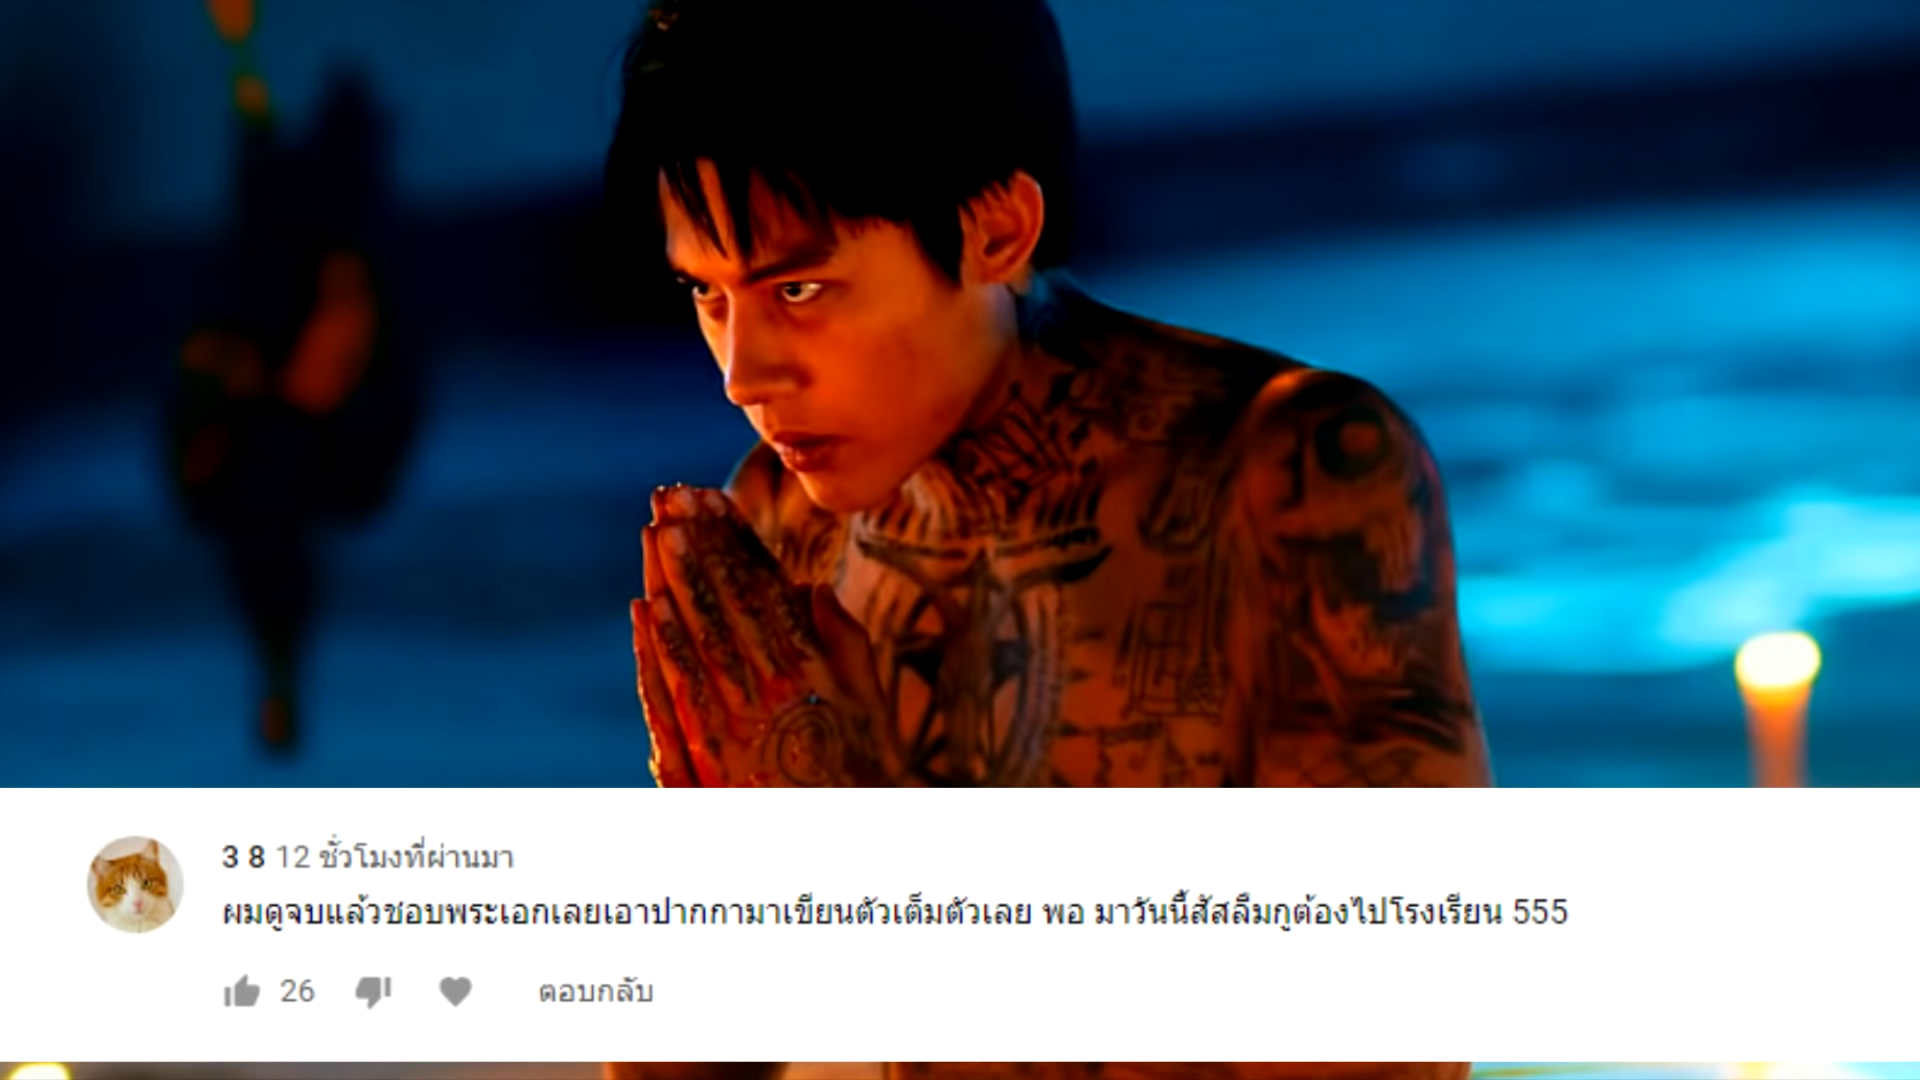 3 8 12 ชั่วโมงที่ผ่านมา
ผมดูจบแล้วชอบพระเอกเลยเอาปากกามาเขียนตัวเต็มตัวเลย พอ มาวันนี้สัสลืมกูต้องไปโรงเรียน 555
26 ตอบกลับ